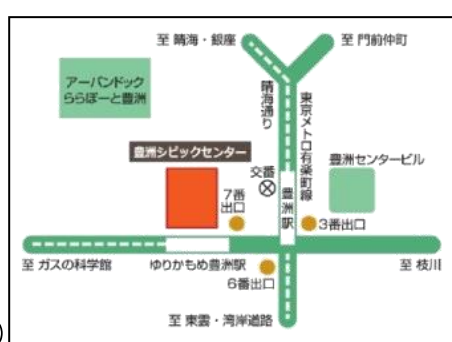 至 晴海・銀座
至 門前仲町
アーバンドック
ららぽーと豊洲
晴海通り
東京メトロ有楽町線
豊洲シビックセンター
交番
豊洲センタービル
7番
出口
豊洲駅
3番出口
至 ガスの科学館
ゆりかもめ豊洲駅
6番出口
至 枝川
至 東雲・湾岸道路
)